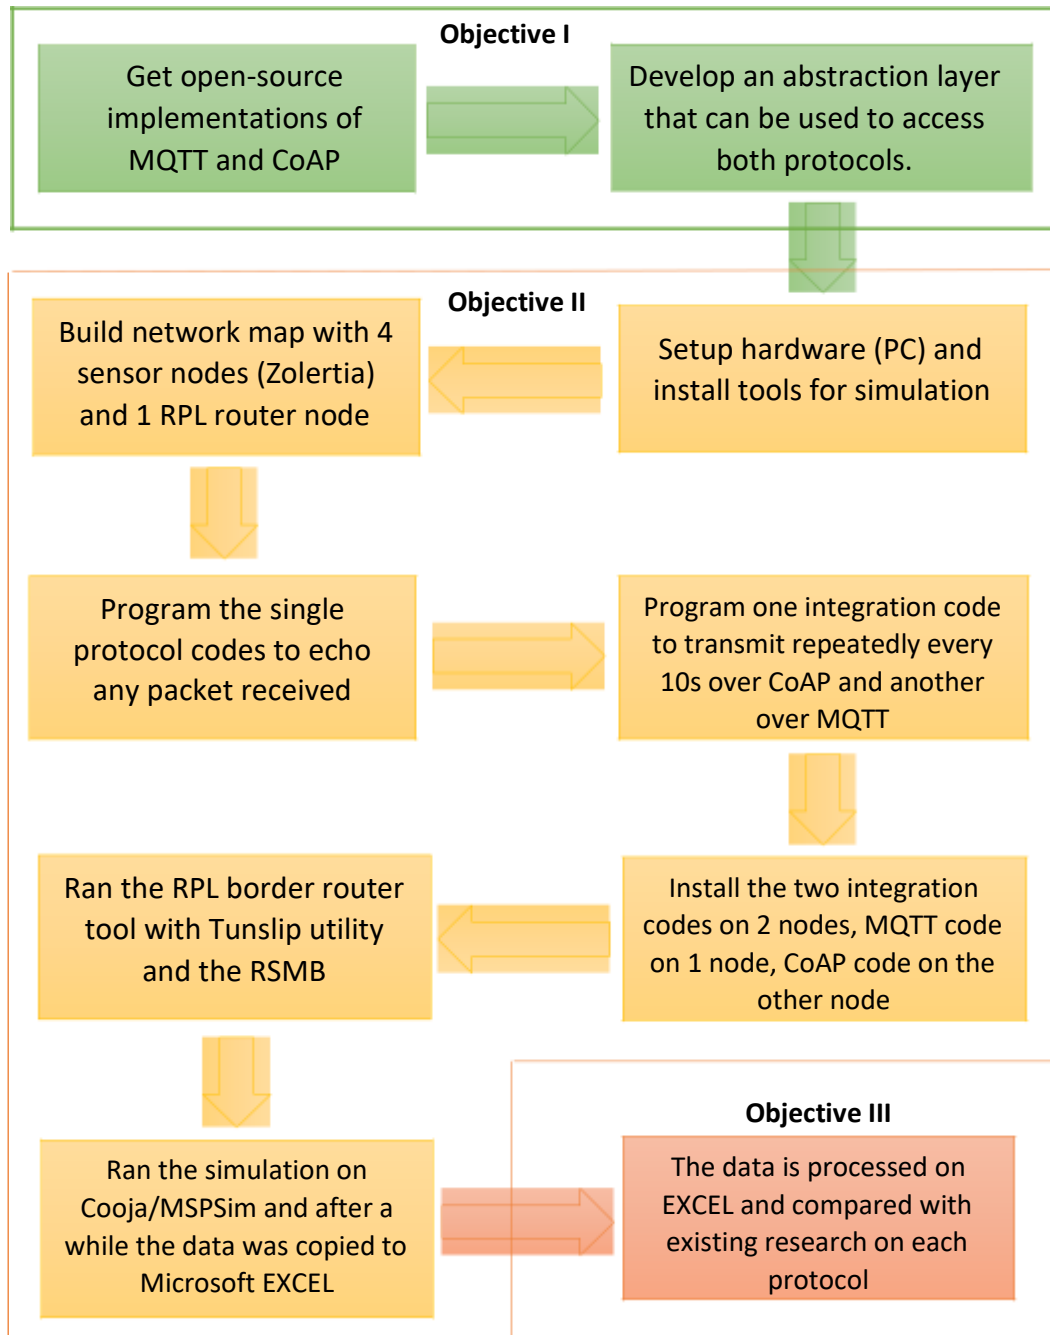 Objective I
Get open-source
implementations of
MQTT and CoAP
Develop an abstraction layer
that can be used to access
both protocols.
Objective II
Setup hardware (PC) and
install tools for simulation
Build network map with 4
sensor nodes (Zolertia)
and 1 RPL router node
Program the single
protocol codes to echo
any packet received
Program one integration code
to transmit repeatedly every
10s over CoAP and another
over MQTT
Install the two integration
codes on 2 nodes, MQTT code
on 1 node, CoAP code on the
other node
Ran the RPL border router
tool with Tunslip utility
and the RSMB
Ran the simulation on
Cooja/MSPSim and after a
while the data was copied to
Microsoft EXCEL
Objective III
The data is processed on
EXCEL and compared with
existing research on each
protocol